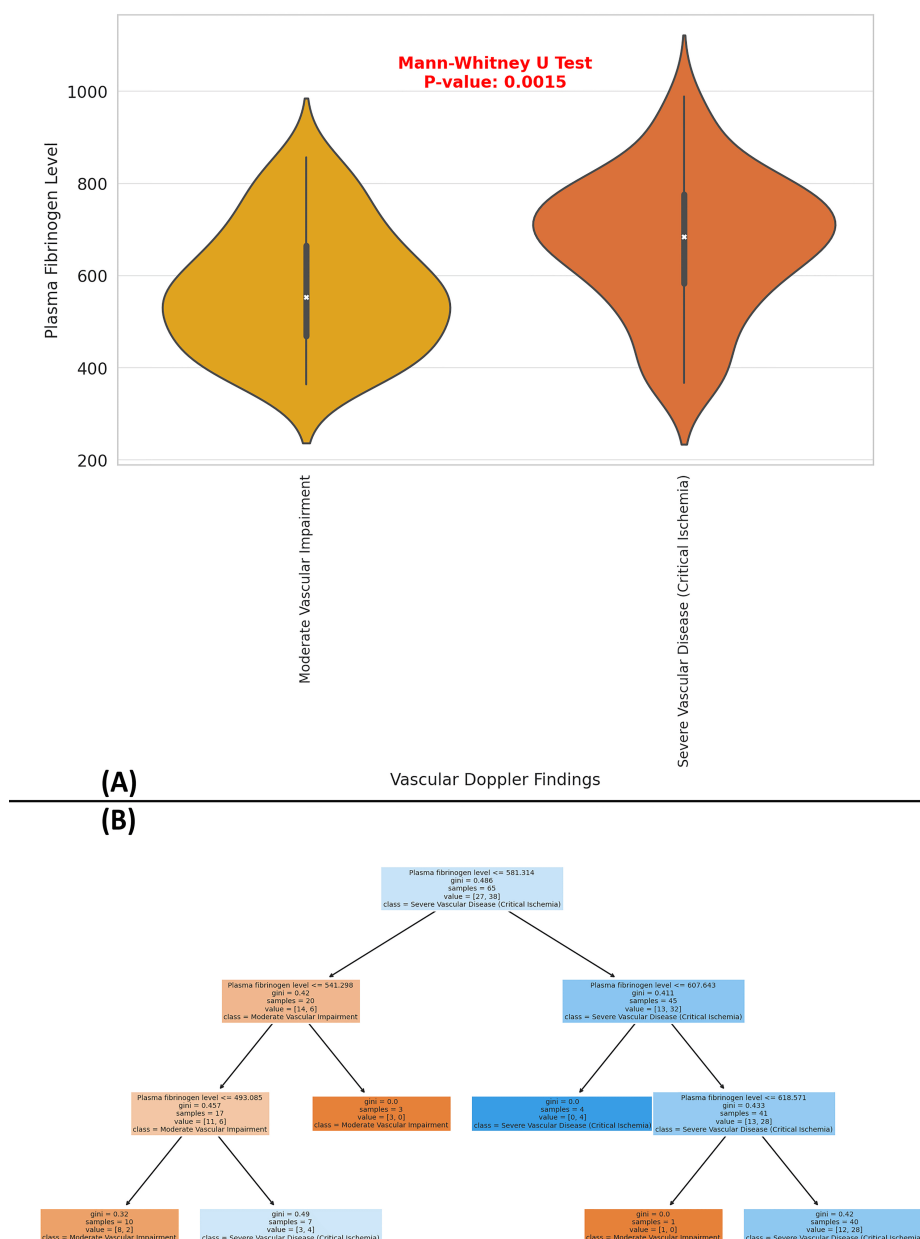 Mann-Whitney U Test
P-value: 0.0015
Plasma Fibrinogen Level
1000
800
600
400
200
Moderate Vascular Impairment
Severe Vascular Disease (Critical Ischemia)
Vascular Doppler Findings
(A)
(B)
Plasma fibrinogen level <= 581.314
gini = 0.486
samples = 65
value = [27, 38]
class = Severe Vascular Disease (Critical Ischemia)
Plasma fibrinogen level <= 541.298
gini = 0.42
samples = 20
value = [14, 6]
class = Moderate Vascular Impairment
Plasma fibrinogen level <= 607.643
gini = 0.411
samples = 45
value = [13, 32]
class = Severe Vascular Disease (Critical Ischemia)
Plasma fibrinogen level <= 493.085
gini = 0.457
samples = 17
value = [11, 6]
class = Moderate Vascular Impairment
gini = 0.0
samples = 3
value = [3, 0]
class = Moderate Vascular Impairment
gini = 0.0
samples = 4
value = [0, 4]
class = Severe Vascular Disease (Critical Ischemia)
Plasma fibrinogen level <= 618.571
gini = 0.433
samples = 41
value = [13, 28]
class = Severe Vascular Disease (Critical Ischemia)
gini = 0.32
samples = 10
value = [8, 2]
class = Moderate Vascular Impairment
gini = 0.49
samples = 7
value = [3, 4]
class = Severe Vascular Disease (Critical Ischemia)
gini = 0.0
samples = 1
value = [1, 0]
class = Moderate Vascular Impairment
gini = 0.42
samples = 40
value = [12, 28]
class = Severe Vascular Disease (Critical Ischemia)